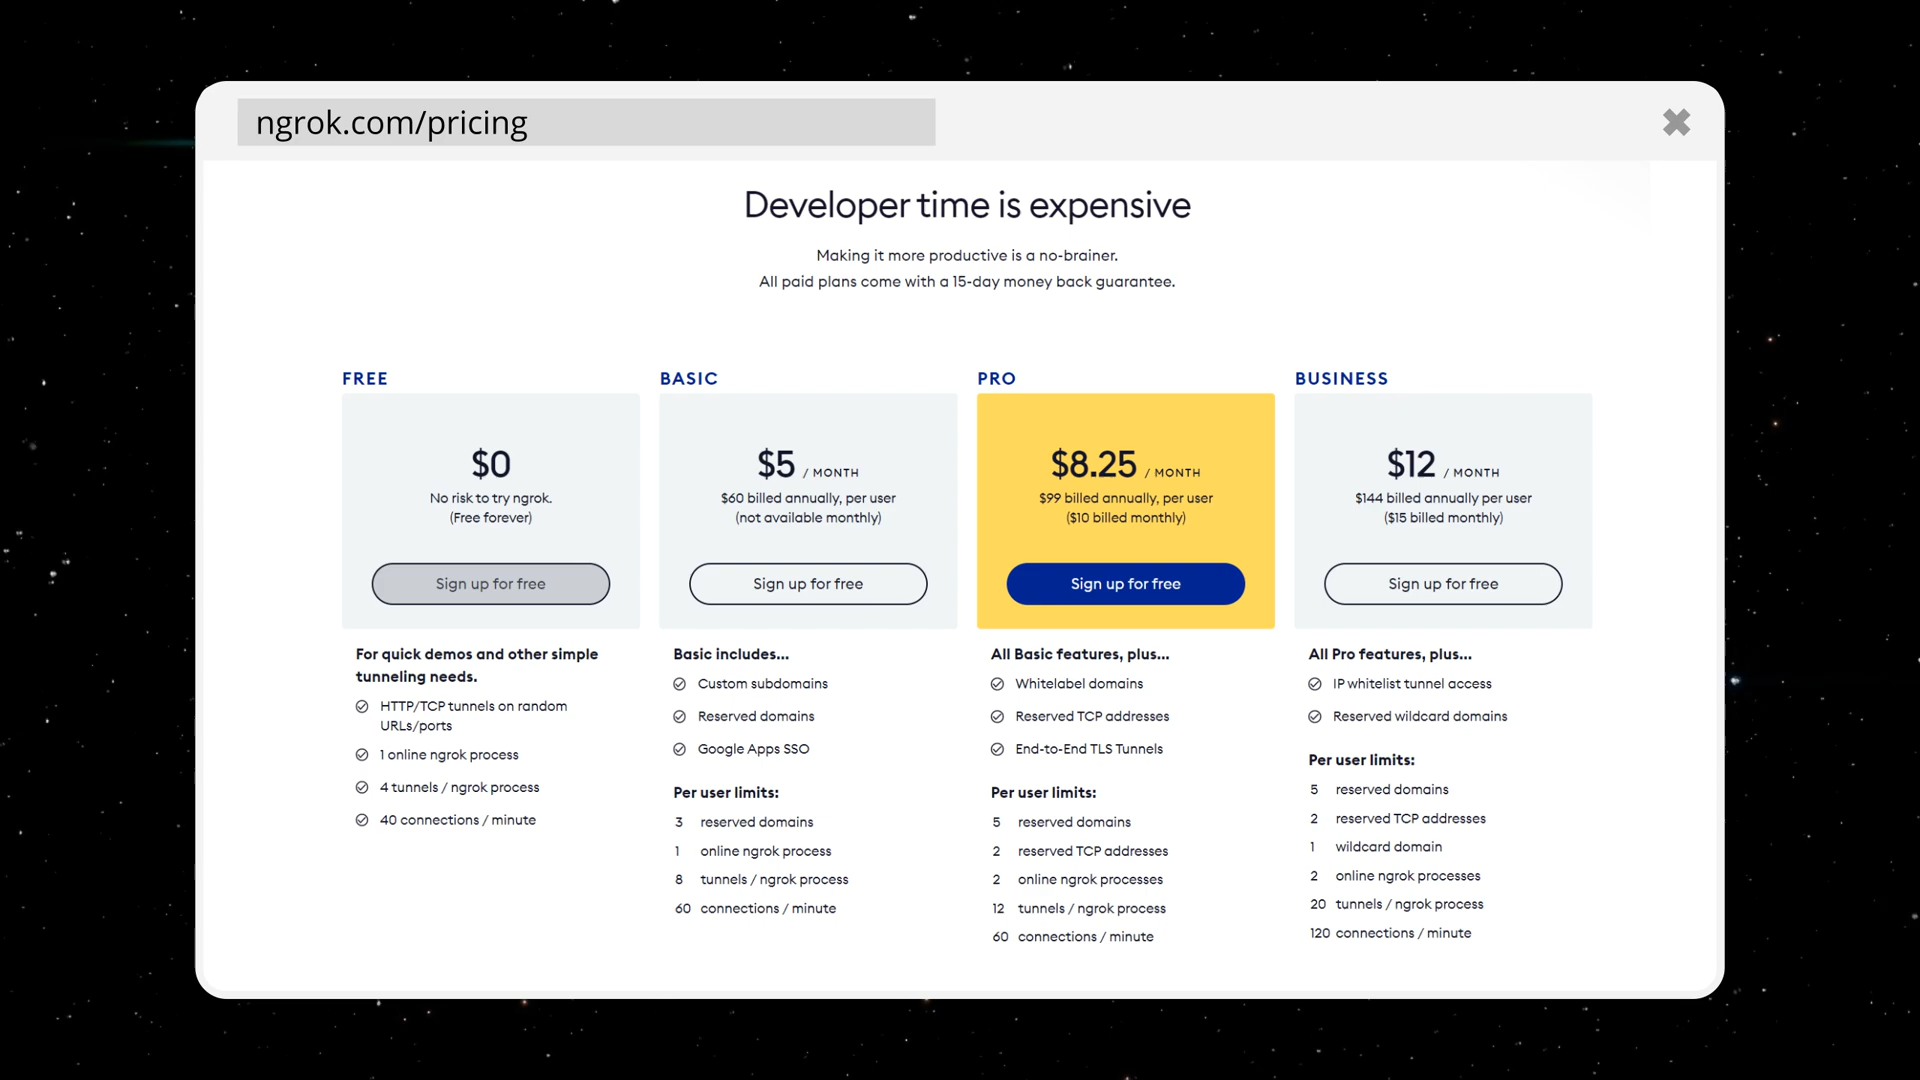 ngrok.com/pricing
Developer time is expensive
Making it more productive is a no-brainer.
All paid plans come with a 15-day money back guarantee.
FREE
$0
No risk to try ngrok.
(Free forever)
Sign up for free
For quick demos and other simple
tunneling needs.
HTTP/TCP tunnels on random
URLs/ports
1 online ngrok process
4 tunnels / ngrok process
40 connections / minute
BASIC
$5 / MONTH
$60 billed annually, per user
(not available monthly)
Sign up for free
Basic includes...
Custom subdomains
Reserved domains
Google Apps SSO
Per user limits:
3 reserved domains
1 online ngrok process
8 tunnels / ngrok process
60 connections / minute
PRO
$8.25 / MONTH
$99 billed annually, per user
($10 billed monthly)
Sign up for free
All Basic features, plus...
Whitelabel domains
Reserved TCP addresses
End-to-End TLS Tunnels
Per user limits:
5 reserved domains
2 reserved TCP addresses
2 online ngrok processes
12 tunnels / ngrok process
60 connections / minute
BUSINESS
$12 / MONTH
$144 billed annually per user
($15 billed monthly)
Sign up for free
All Pro features, plus...
IP whitelist tunnel access
Reserved wildcard domains
Per user limits:
5 reserved domains
2 reserved TCP addresses
1 wildcard domain
2 online ngrok processes
20 tunnels / ngrok process
120 connections / minute